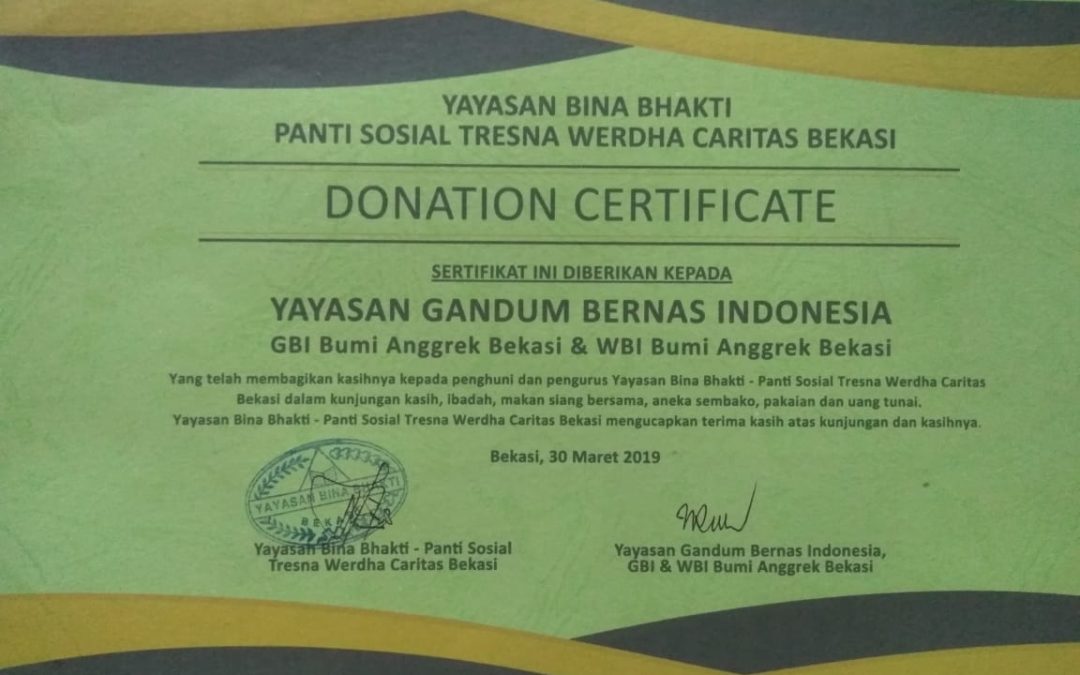 YAYASAN BINA BHAKTI
PANTI SOSIAL TRESNA WERDHA CARITAS BEKASI
DONATION CERTIFICATE
SERTIFIKAT INI DIBERIKAN KEPADA
YAYASAN GANDUM BERNAS INDONESIA
GBI Bumi Anggrek Bekasi & WBI Bumi Anggrek Bekasi
Yang telah membagikan kasihnya kepada penghuni dan pengurus Yayasan Bina Bhakti - Panti Sosial Tresna Werdha Caritas
Bekasi dalam kunjungan kasih, ibadah, makan siang bersama, aneka sembako, pakaian dan uang tunai.
Yayasan Bina Bhakti - Panti Sosial Tresna Werdha Caritas Bekasi mengucapkan terima kasih atas kunjungan dan kasihnya.
Bekasi, 30 Maret 2019
YAYASAN BINA
Yayasan Bina Bhakti - Panti Sosial
Tresna Werdha Caritas Bekasi
Yayasan Gandum Bernas Indonesia,
GBI & WBI Bumi Anggrek Bekasi